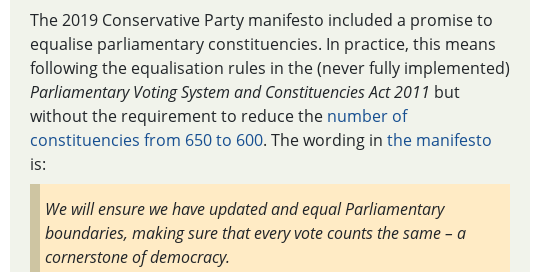 The 2019 Conservative Party manifesto included a promise to
equalise parliamentary constituencies. In practice, this means
following the equalisation rules in the (never fully implemented)
Parliamentary Voting System and Constituencies Act 2011 but
without the requirement to reduce the number of
constituencies from 650 to 600. The wording in the manifesto
is:
We will ensure we have updated and equal Parliamentary
boundaries, making sure that every vote counts the same – a
cornerstone of democracy.